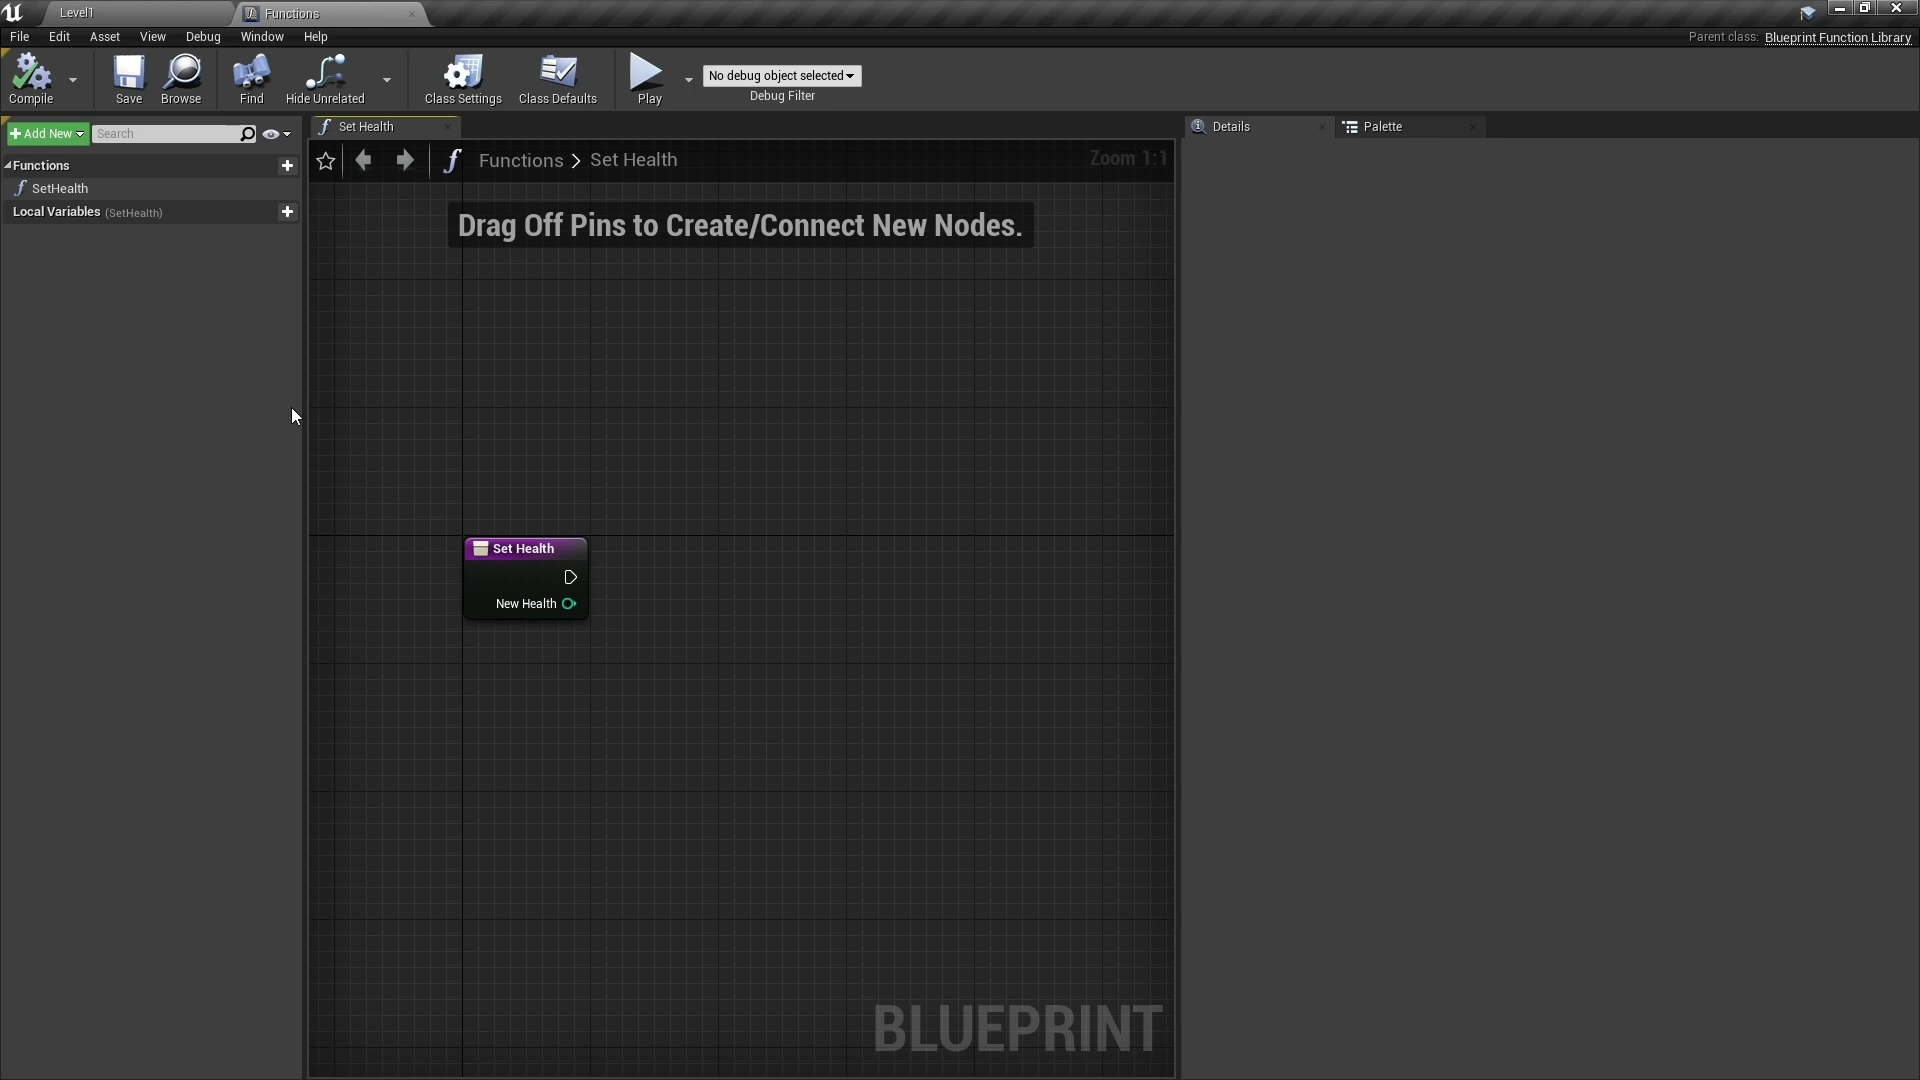 Level1
Functions
File Edit Asset View Debug Window Help
Parent class: Blueprint Function Library
Compile
Save
Browse
Find
Hide Unrelated
Class Settings
Class Defaults
Play
No debug object selected
Debug Filter
Add New
Search
Set Health
Details
Palette
Functions
SetHealth
Local Variables (SetHealth)
Functions > Set Health
Zoom 1:1
Drag Off Pins to Create/Connect New Nodes.
Set Health
New Health
BLUEPRINT